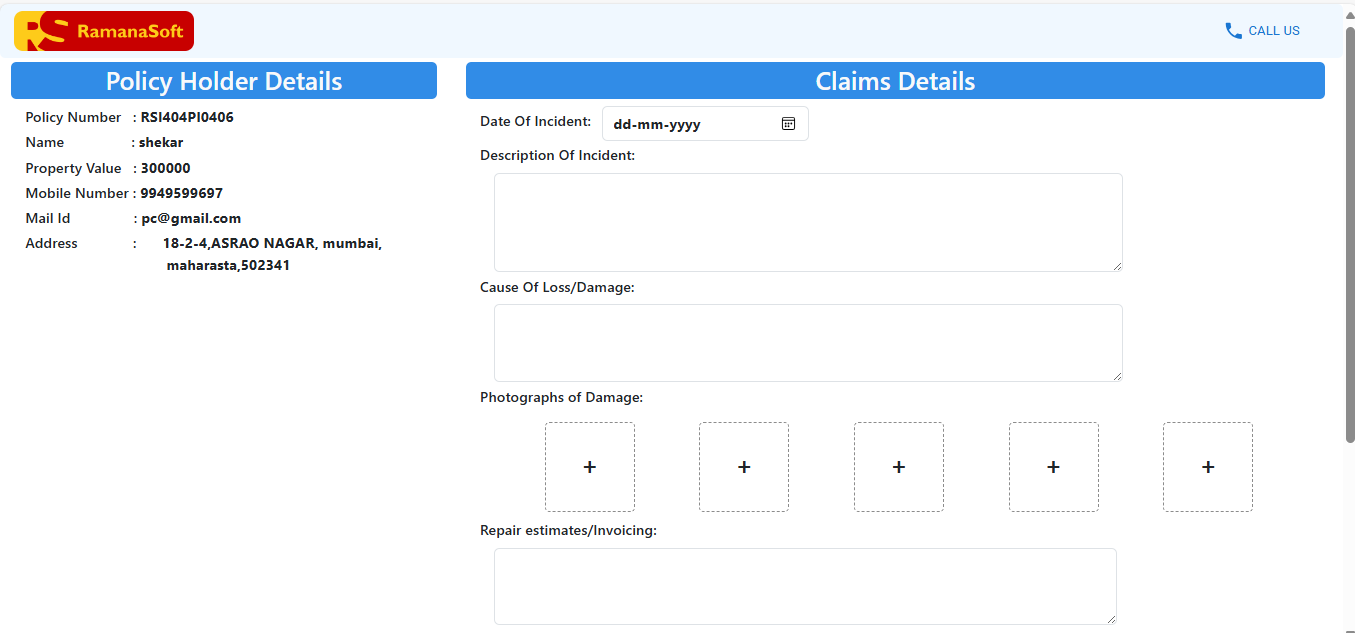 RS RamanaSoft
CALL US
Policy Holder Details
Policy Number : RSI404PI0406
Name : shekar
Property Value : 300000
Mobile Number : 9949599697
Mail Id : pc@gmail.com
Address : 18-2-4,ASRAO NAGAR, mumbai,
maharasta,502341
Claims Details
Date Of Incident: dd-mm-yyyy
Description Of Incident:
Cause Of Loss/Damage:
Photographs of Damage:
+ + + + +
Repair estimates/Invoicing: